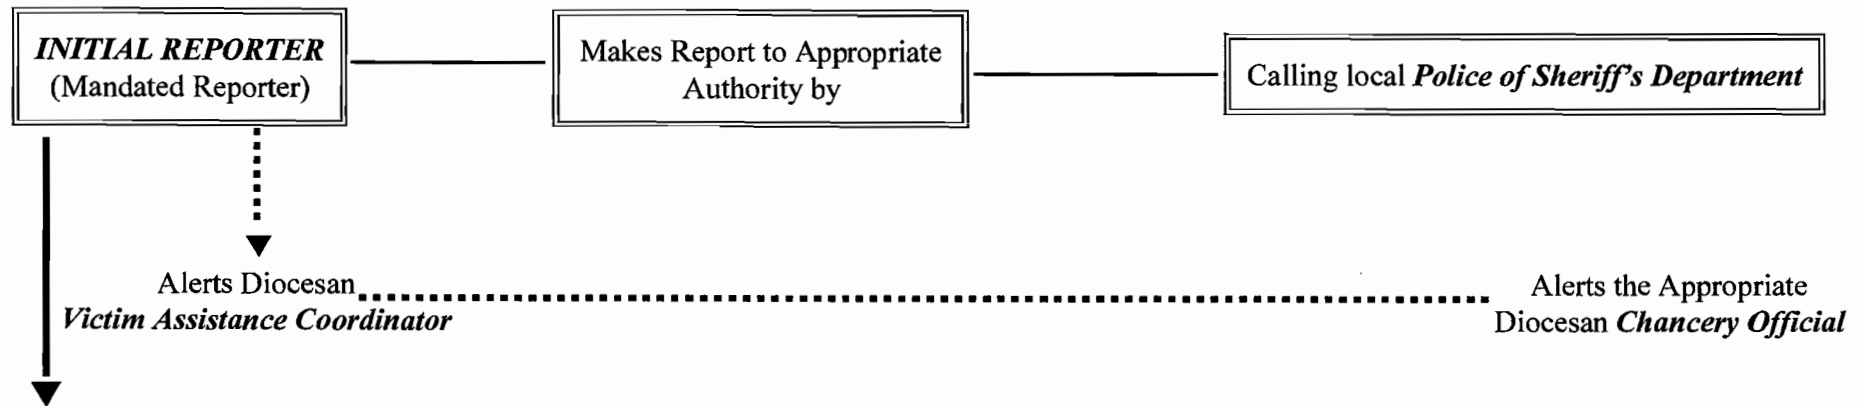 INITIAL REPORTER
(Mandated Reporter)
Makes Report to Appropriate
Authority by
Calling local Police of Sheriff's Department
Alerts Diocesan
Victim Assistance Coordinator
Alerts the Appropriate
Diocesan Chancery Official